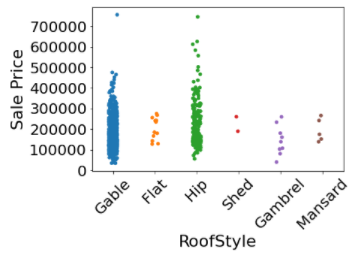 Sale Price
700000
600000
500000
400000
300000
200000
100000
0
Gable
Flat
Hip
Shed
Gambrel
Mansard
RoofStyle